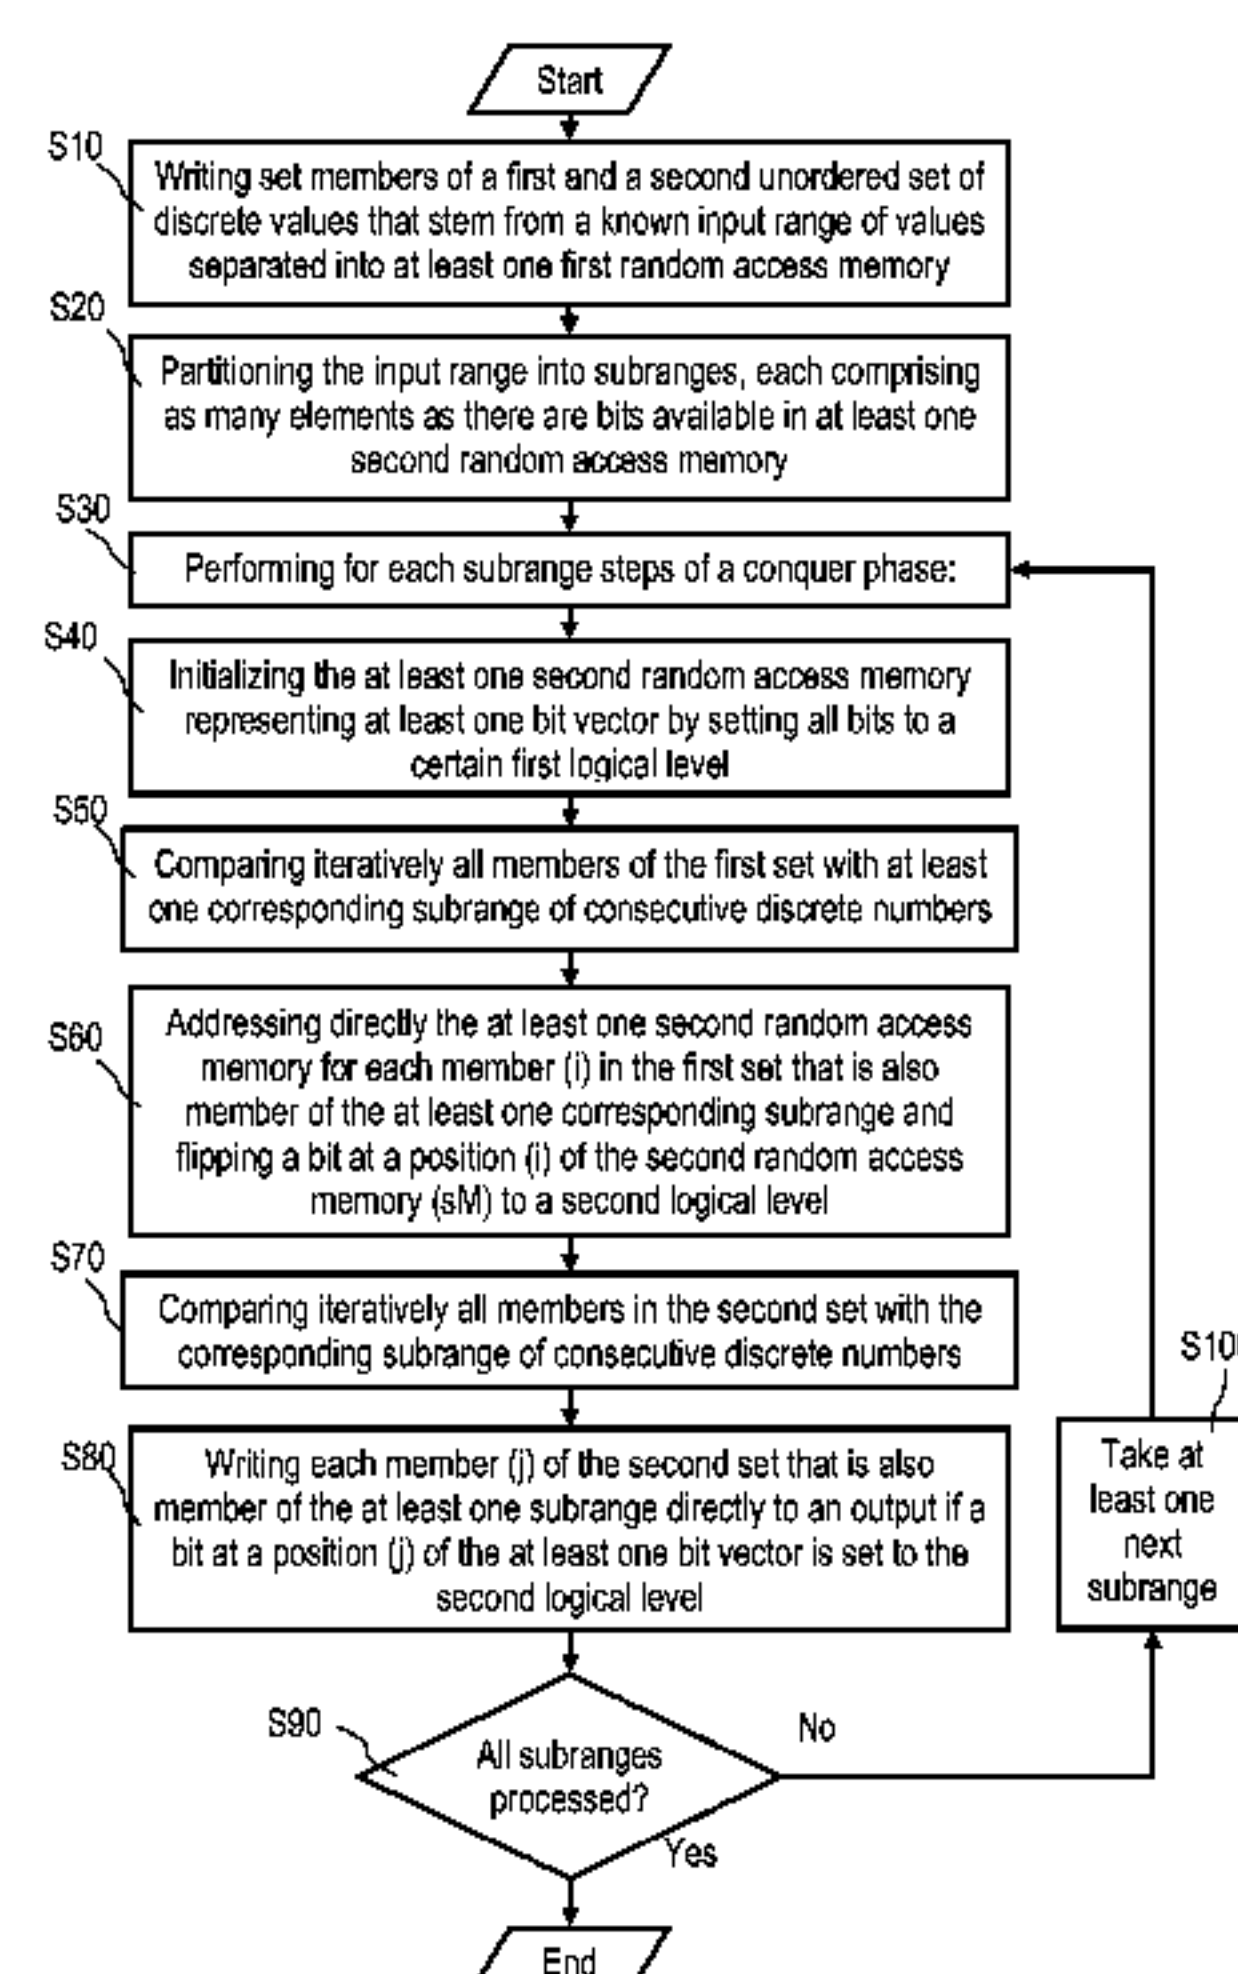 Start
S10
Writing set members of a first and a second unordered set of
discrete values that stem from a known input range of values
separated into at least one first random access memory
S20
Partitioning the input range into subranges, each comprising
as many elements as there are bits available in at least one
second random access memory
S30
Performing for each subrange steps of a conquer phase:
S40
Initializing the at least one second random access memory
representing at least one bit vector by setting all bits to a
certain first logical level
S50
Comparing iteratively all members of the first set with at least
one corresponding subrange of consecutive discrete numbers
S60
Addressing directly the at least one second random access
memory for each member (i) in the first set that is also
member of the at least one corresponding subrange and
flipping a bit at a position (i) of the second random access
memory (sM) to a second logical level
S70
Comparing iteratively all members in the second set with the
corresponding subrange of consecutive discrete numbers
S80
Writing each member (j) of the second set that is also
member of the at least one subrange directly to an output if a
bit at a position (j) of the at least one bit vector is set to the
second logical level
S90
All subranges
processed?
No
Yes
Take at
least one
next
subrange
End